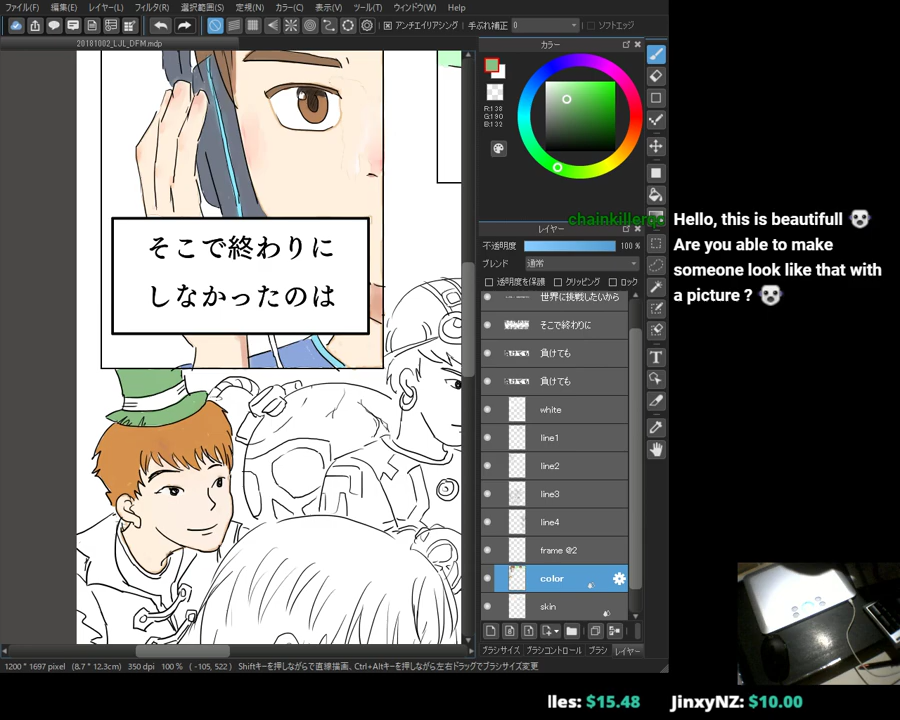 ファイル(F) 編集(E) レイヤー(L) フィルタ(R) 選択範囲(S) 定規(N) カラー(C) 表示(V) ツール(T) ウィンドウ(W) Help
アンチエイリアシング 手ぶれ補正 0 ソフトエッジ
20181002_LJL_DFM.mdp
カラー
R:138
G:190
B:132
レイヤー
不透明度 100 %
ブレンド 通常
透明度を保護 クリッピング ロック
世界に挑戦したいから
そこで終わりに
負けても
負けても
white
line1
line2
line3
line4
frame @2
color
skin
ブラシサイズ ブラシコントロール ブラシ レイヤー
そこで終わりに
しなかったのは
1200 * 1697 pixel (8.7 * 12.3cm) 350 dpi 100 % ( -105, 522 ) Shiftキーを押しながらで直線描画、Ctrl+Altキーを押しながら左右ドラッグでブラシサイズ変更
Hello, this is beautifull
Are you able to make
someone look like that with
a picture ?
lles: $15.48 JinxyNZ: $10.00